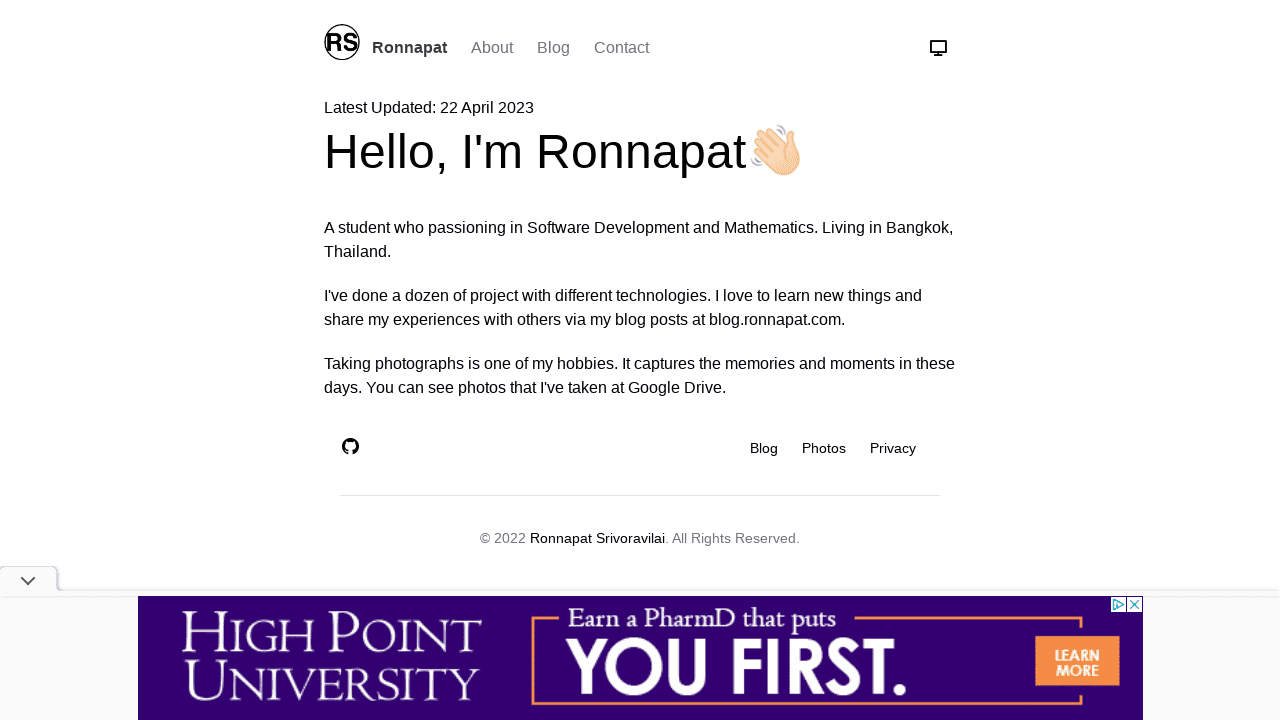 RS Ronnapat About Blog Contact
Latest Updated: 22 April 2023
Hello, I'm Ronnapat👋🏻
A student who passioning in Software Development and Mathematics. Living in Bangkok,
Thailand.
I've done a dozen of project with different technologies. I love to learn new things and
share my experiences with others via my blog posts at blog.ronnapat.com.
Taking photographs is one of my hobbies. It captures the memories and moments in these
days. You can see photos that I've taken at Google Drive.
Blog Photos Privacy
© 2022 Ronnapat Srivoravilai. All Rights Reserved.
HIGH POINT
UNIVERSITY
Earn a PharmD that puts
YOU FIRST.
LEARN
MORE